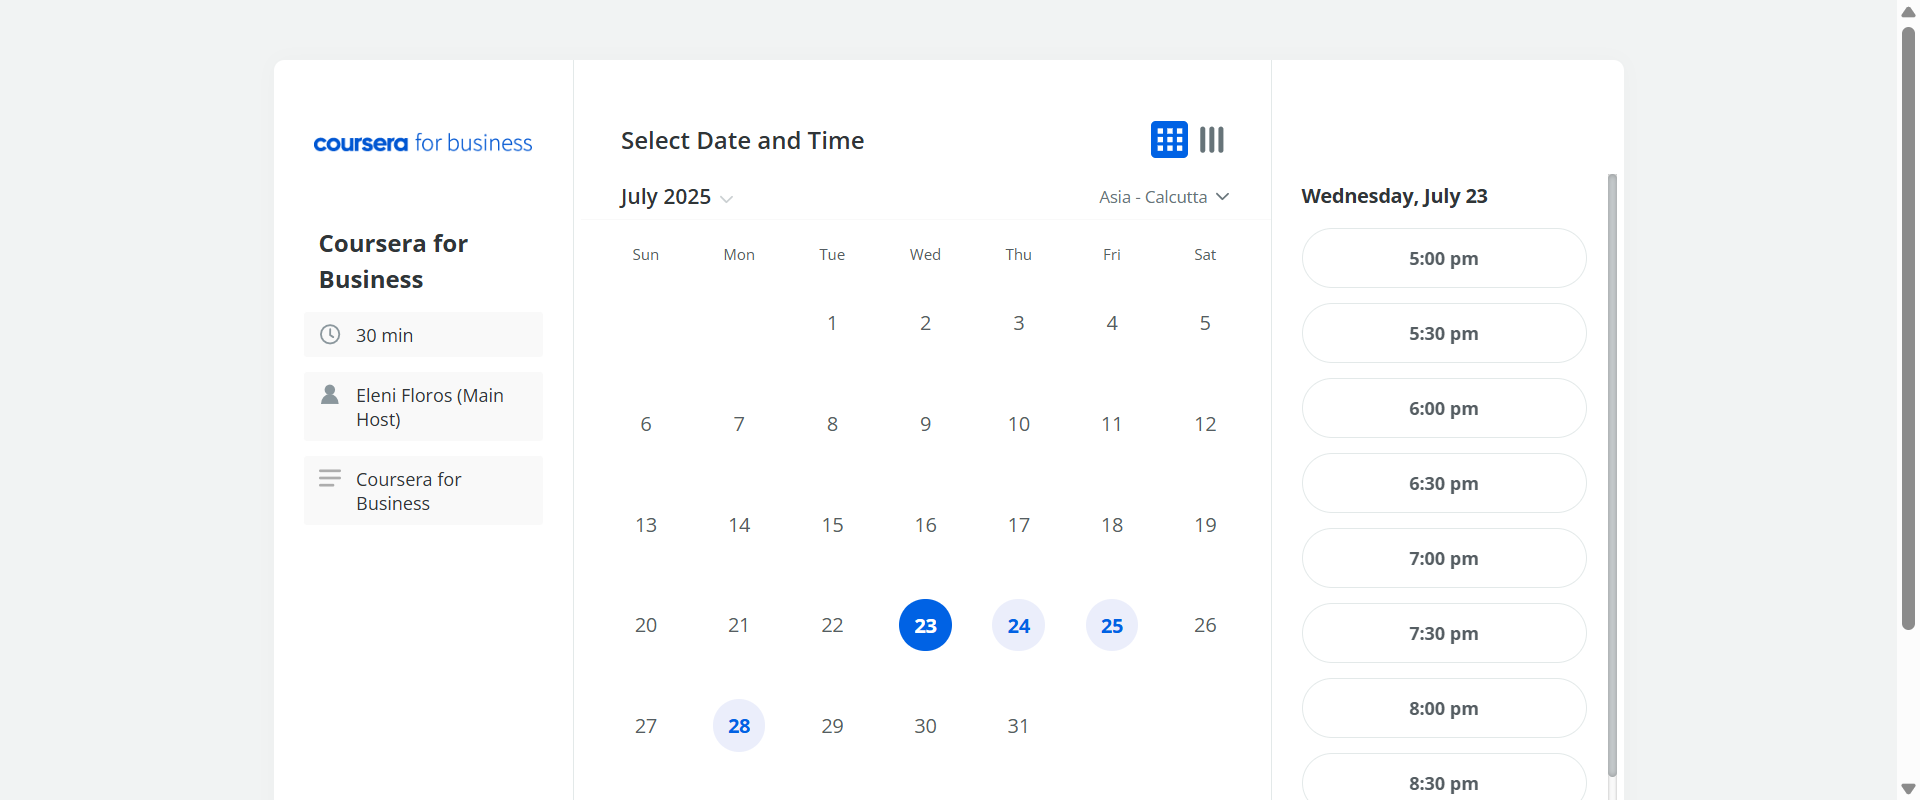 coursera for business
Coursera for
Business
30 min
Eleni Floros (Main
Host)
Coursera for
Business
Select Date and Time
July 2025
Asia - Calcutta
Sun Mon Tue Wed Thu Fri Sat
1 2 3 4 5
6 7 8 9 10 11 12
13 14 15 16 17 18 19
20 21 22 23 24 25 26
27 28 29 30 31
Wednesday, July 23
5:00 pm
5:30 pm
6:00 pm
6:30 pm
7:00 pm
7:30 pm
8:00 pm
8:30 pm